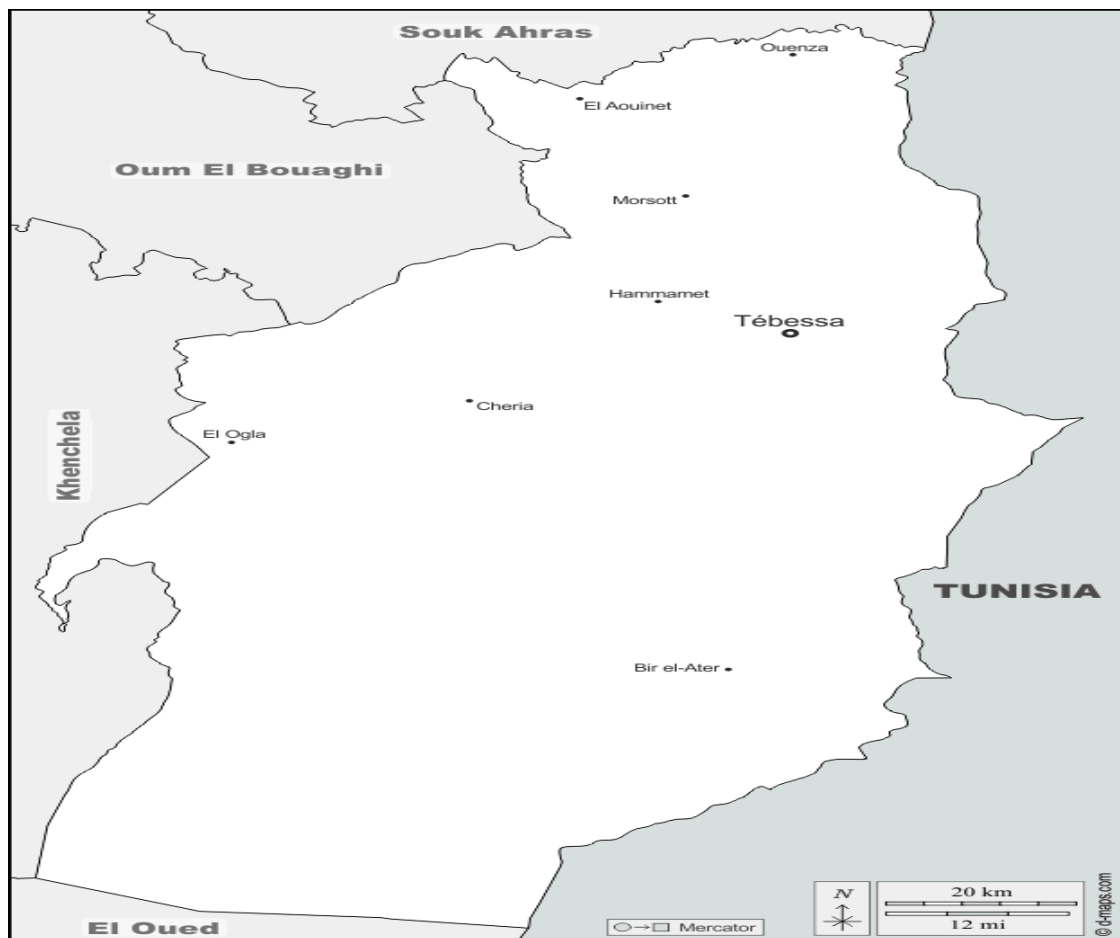 Souk Ahras
Ouenza
El Aouinet
Oum El Bouaghi
Morsott
Hammamet
Tébessa
Cheria
El Ogla
Khenchela
TUNISIA
Bir el-Ater
N
20 km
12 mi
El Oued
Mercator
© d-maps.com